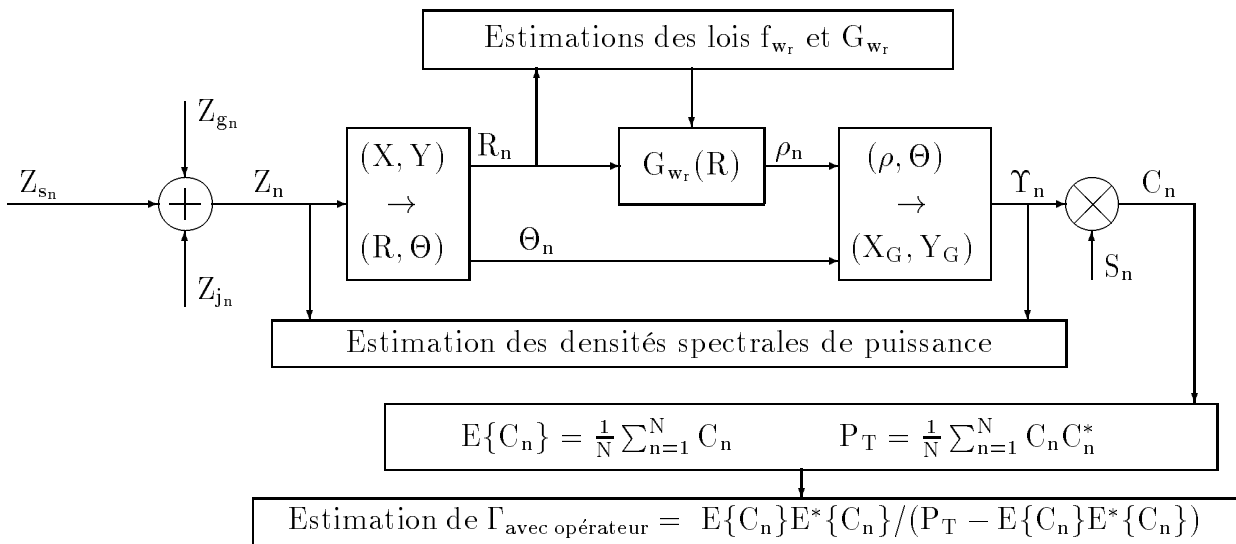 Estimations des lois f_{w_r} et G_{w_r}
Z_{g_n}
(X, Y)
→
(R, Θ)
R_n
G_{w_r}(R)
ρ_n
(ρ, Θ)
→
(X_G, Y_G)
Z_{s_n}
+
Z_n
Υ_n
C_n
Θ_n
Z_{j_n}
S_n
Estimation des densités spectrales de puissance
E{C_n} = \frac{1}{N} ∑_{n=1}^{N} C_n P_T = \frac{1}{N} ∑_{n=1}^{N} C_n C_n^*
Estimation de Γ_{avec opérateur} = E{C_n}E^*{C_n}/(P_T − E{C_n}E^*{C_n})